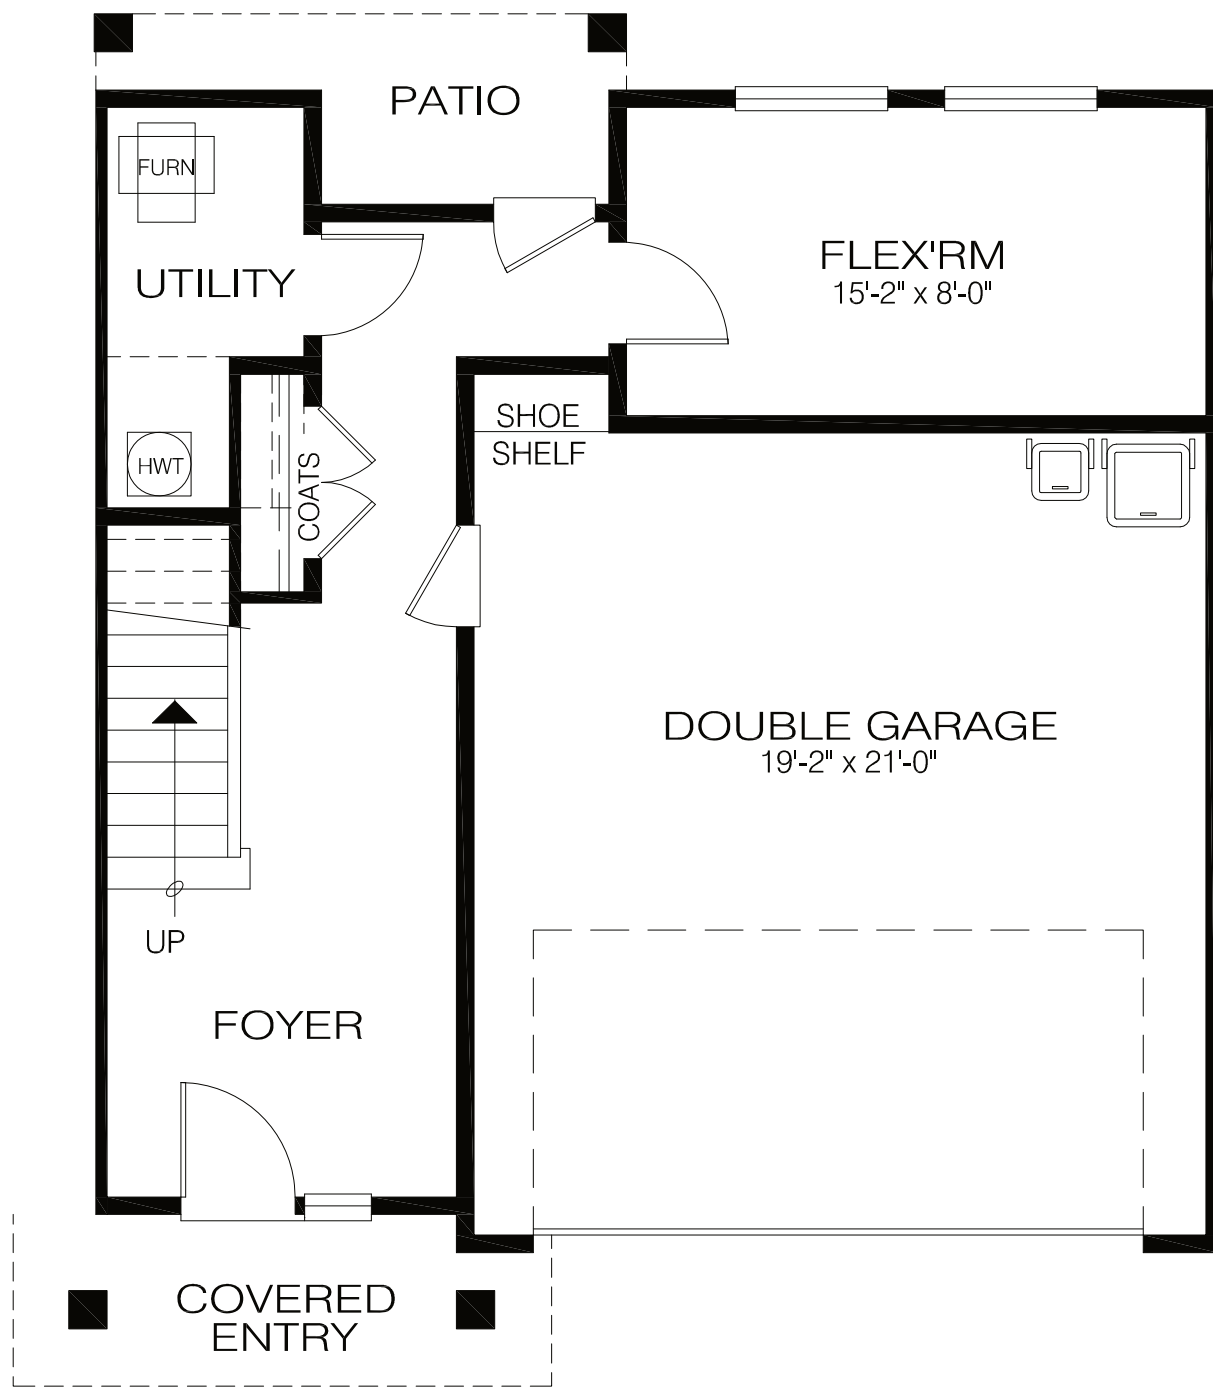 PATIO
FURN
FLEX'RM
15'-2" x 8'-0"
UTILITY
SHOE
SHELF
HWT
COATS
DOUBLE GARAGE
19'-2" x 21'-0"
UP
FOYER
COVERED
ENTRY